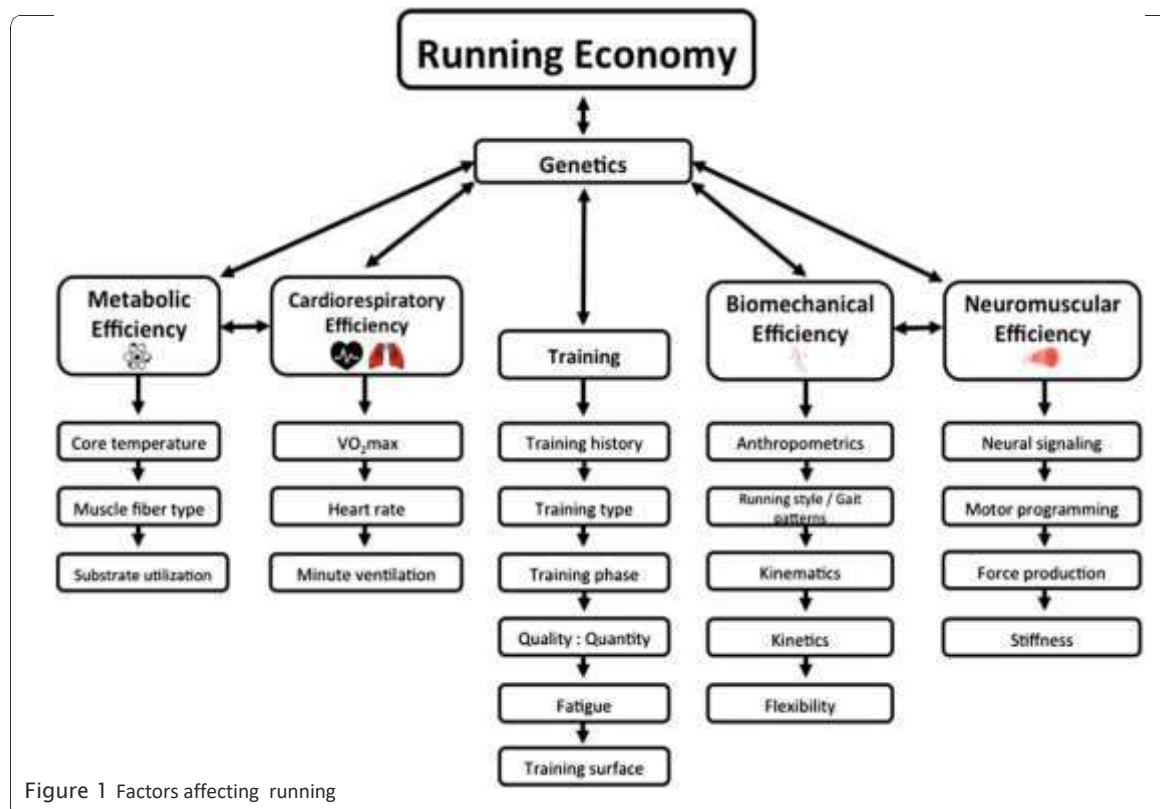 Running Economy
Genetics
Metabolic
Efficiency
Cardiorespiratory
Efficiency
Training
Biomechanical
Efficiency
Neuromuscular
Efficiency
Core temperature
Muscle fiber type
Substrate utilization
VO₂max
Heart rate
Minute ventilation
Training history
Training type
Training phase
Quality : Quantity
Fatigue
Training surface
Anthropometrics
Running style / Gait
patterns
Kinematics
Kinetics
Flexibility
Neural signaling
Motor programming
Force production
Stiffness
Figure 1 Factors affecting running